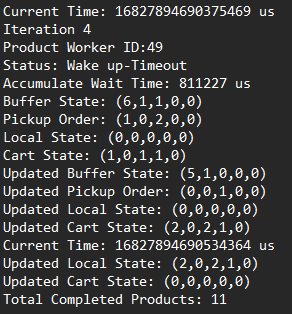 Current Time: 16827894690375469 us
Iteration 4
Product Worker ID:49
Status: Wake up-Timeout
Accumulate Wait Time: 811227 us
Buffer State: (6,1,1,0,0)
Pickup Order: (1,0,2,0,0)
Local State: (0,0,0,0,0)
Cart State: (1,0,1,1,0)
Updated Buffer State: (5,1,0,0,0)
Updated Pickup Order: (0,0,1,0,0)
Updated Local State: (0,0,0,0,0)
Updated Cart State: (2,0,2,1,0)
Current Time: 16827894690534364 us
Updated Local State: (2,0,2,1,0)
Updated Cart State: (0,0,0,0,0)
Total Completed Products: 11